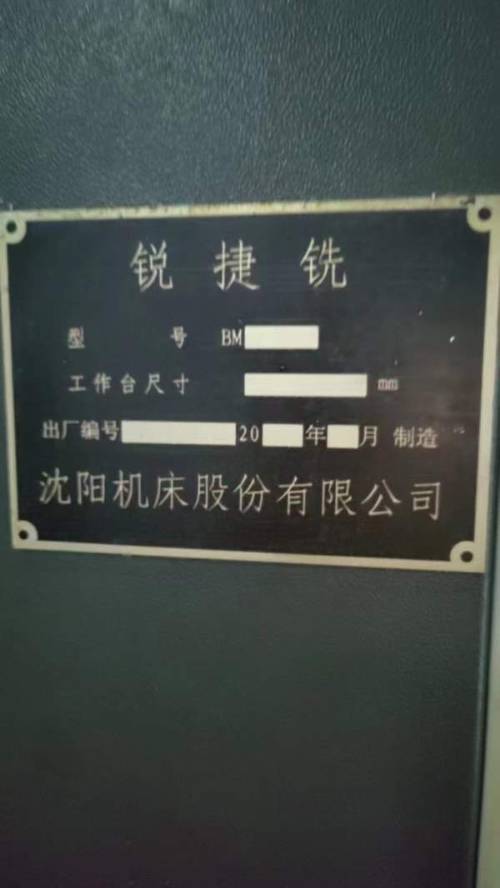 锐捷铣
型号 BM
工作台尺寸 mm
出厂编号 20 年 月 制造
沈阳机床股份有限公司